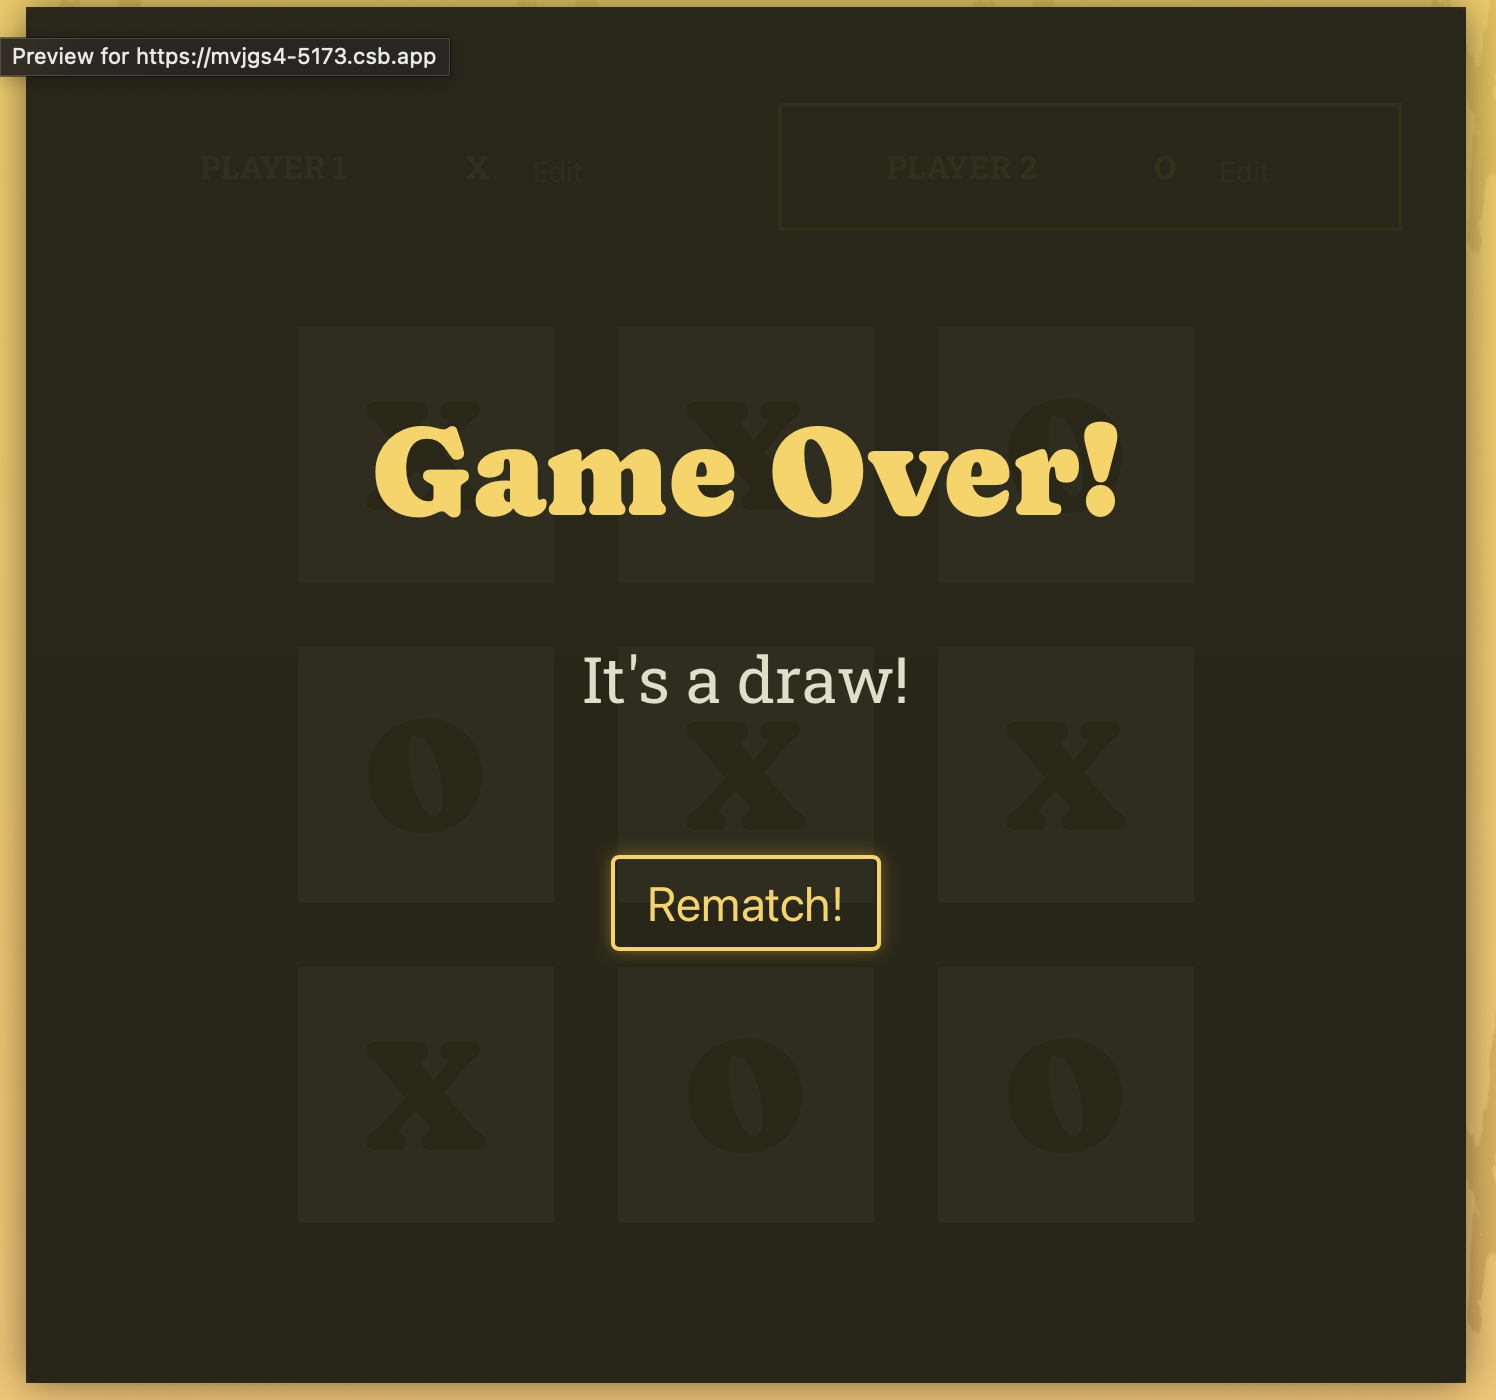 Preview for https://mvjgs4-5173.csb.app
PLAYER 1 X Edit PLAYER 2 O Edit
X X O
Game Over!
It's a draw!
O X X
Rematch!
X O O